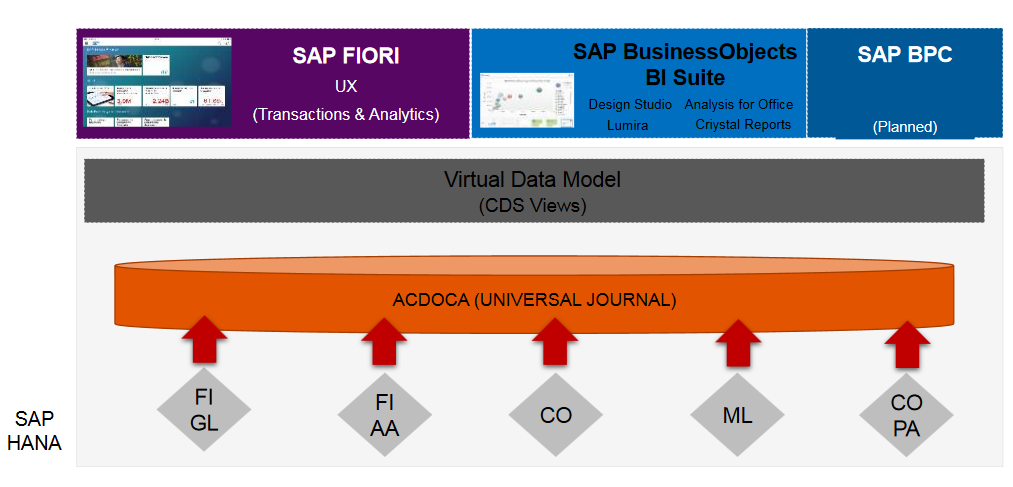 SAP FIORI
UX
(Transactions & Analytics)
SAP BusinessObjects
BI Suite
Design Studio Analysis for Office
Lumira Criystal Reports
SAP BPC
(Planned)
Virtual Data Model
(CDS Views)
ACDOCA (UNIVERSAL JOURNAL)
FI
GL
FI
AA
CO
ML
CO
PA
SAP
HANA